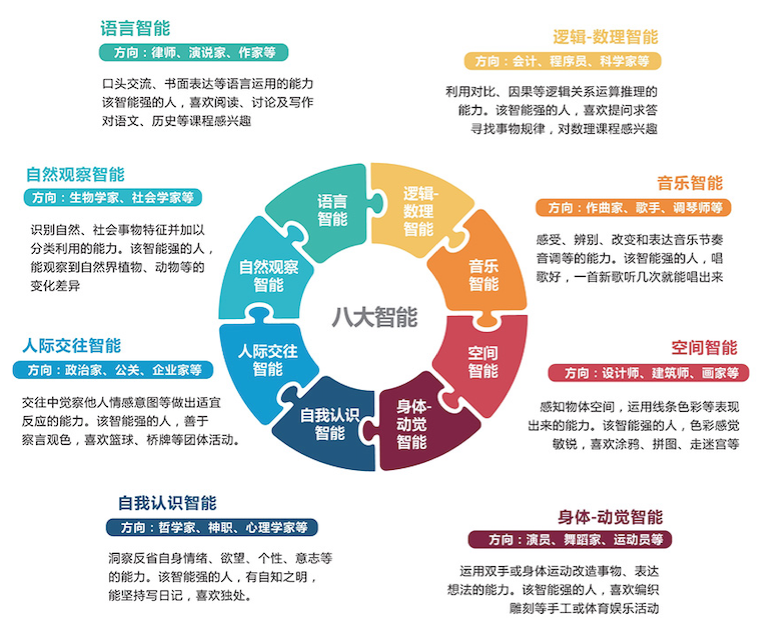 语言智能
方向：律师、演说家、作家等
口头交流、书面表达等语言运用的能力
该智能强的人，喜欢阅读、讨论及写作
对语文、历史等课程感兴趣
逻辑-数理智能
方向：会计、程序员、科学家等
利用对比、因果等逻辑关系运算推理的
能力。该智能强的人，喜欢提问求答
寻找事物规律，对数理课程感兴趣
自然观察智能
方向：生物学家、社会学家等
识别自然、社会事物特征并加以
分类利用的能力。该智能强的人，
能观察到自然界植物、动物等的
变化差异
音乐智能
方向：作曲家、歌手、调琴师等
感受、辨别、改变和表达音乐节奏
音调等的能力。该智能强的人，唱
歌好，一首新歌听几次就能唱出来
人际交往智能
方向：政治家、公关、企业家等
交往中觉察他人情感意图等做出适宜
反应的能力。该智能强的人，善于
察言观色，喜欢篮球、桥牌等团体活动。
空间智能
方向：设计师、建筑师、画家等
感知物体空间，运用线条色彩等表现
出来的能力。该智能强的人，色彩感觉
敏锐，喜欢涂鸦、拼图、走迷宫等
自我认识智能
方向：哲学家、神职、心理学家等
洞察反省自身情绪、欲望、个性、意志等
的能力。该智能强的人，有自知之明，
能坚持写日记，喜欢独处。
身体-动觉智能
方向：演员、舞蹈家、运动员等
运用双手或身体运动改造事物、表达
想法的能力。该智能强的人，喜欢编织
雕刻等手工或体育娱乐活动
语言
智能
逻辑-
数理
智能
音乐
智能
空间
智能
身体-
动觉
智能
自我认识
智能
人际交往
智能
自然观察
智能
八大智能